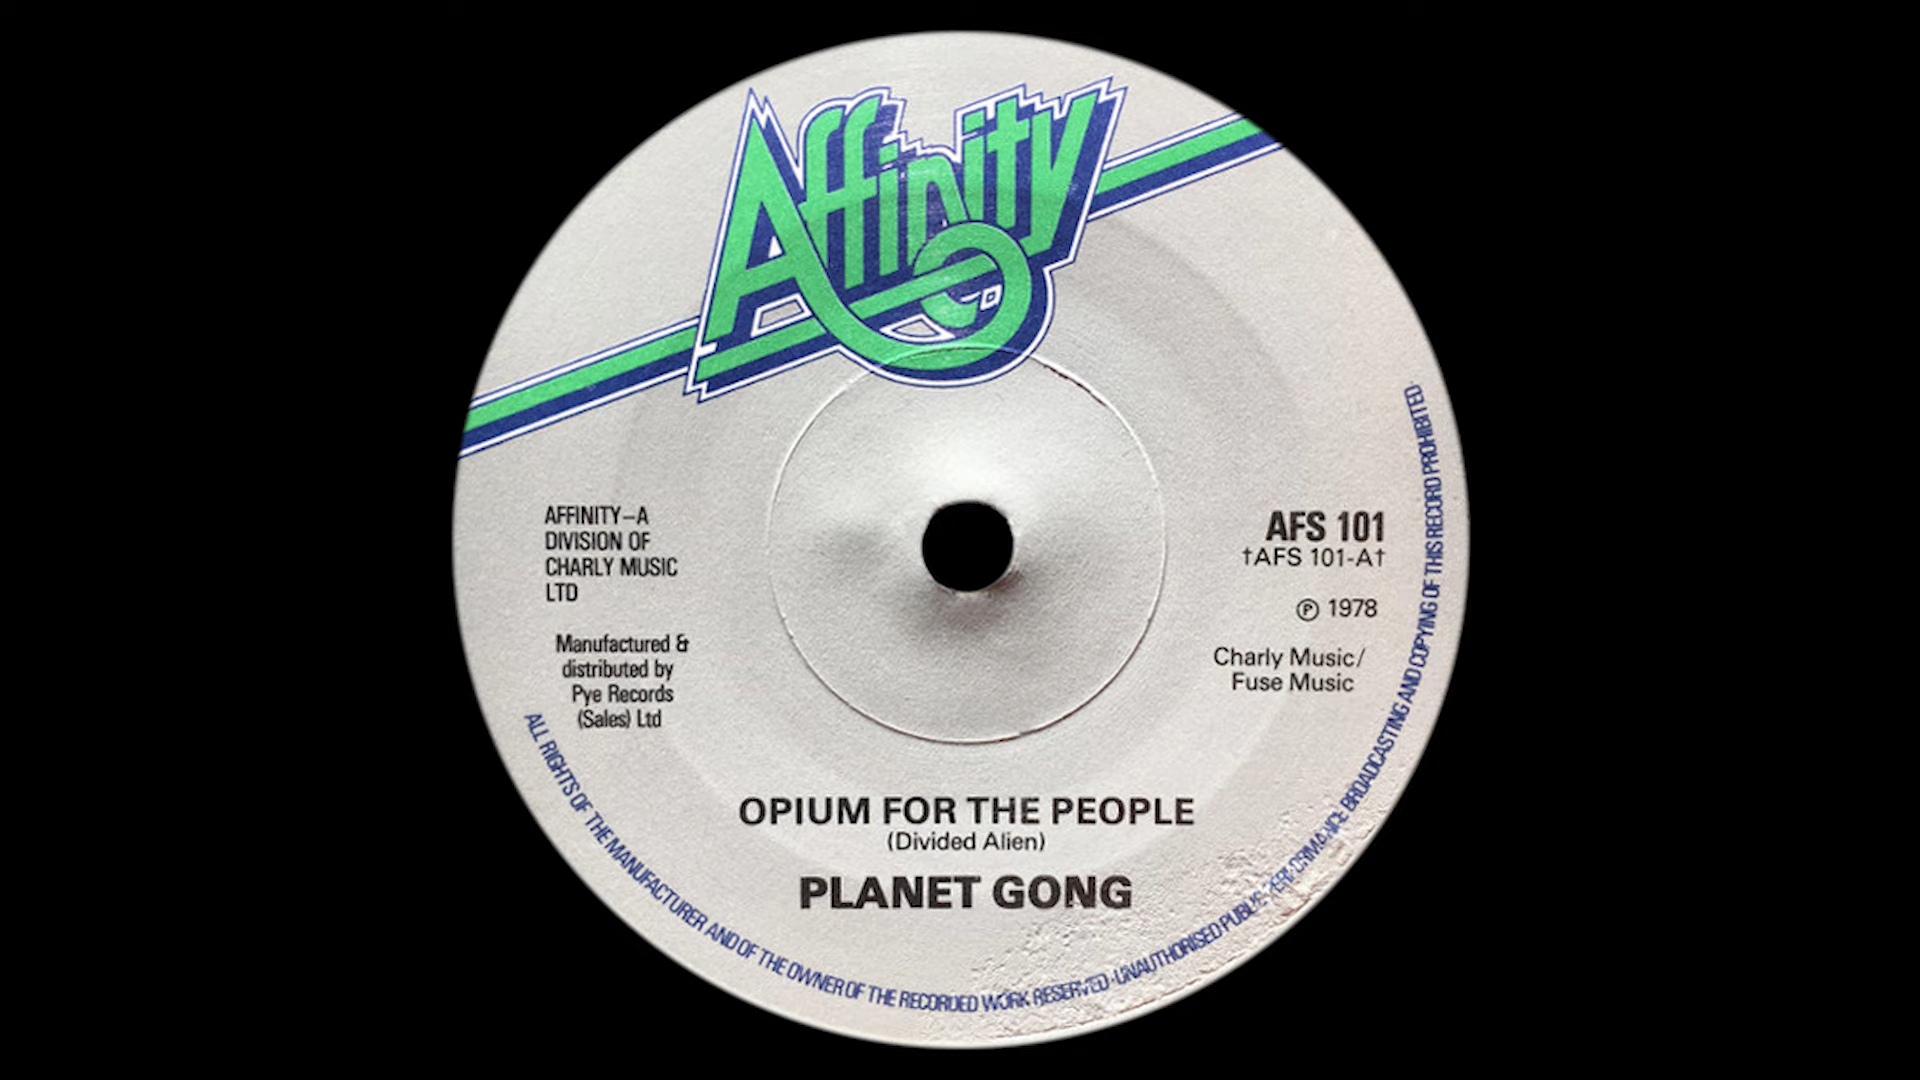 Affinity
AFFINITY–A
DIVISION OF
CHARLY MUSIC
LTD
Manufactured &
distributed by
Pye Records
(Sales) Ltd
AFS 101
†AFS 101-A†
℗ 1978
Charly Music/
Fuse Music
OPIUM FOR THE PEOPLE
(Divided Alien)
PLANET GONG
ALL RIGHTS OF THE MANUFACTURER AND OF THE OWNER OF THE RECORDED WORK RESERVED · UNAUTHORISED PUBLIC PERFORMANCE BROADCASTING AND COPYING OF THIS RECORD PROHIBITED